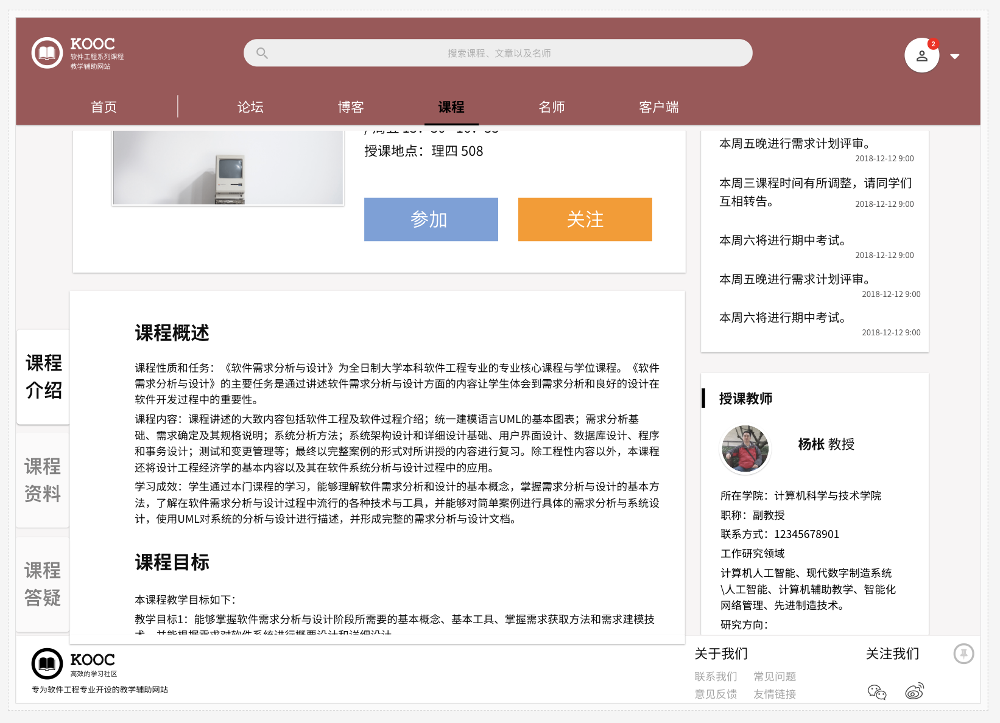 KOOC
软件工程系列课程
教学辅助网站
搜索课程、文章以及名师
2
首页
论坛
博客
课程
名师
客户端
授课地点：理四 508
参加
关注
本周五晚进行需求计划评审。
2018-12-12 9:00
本周三课程时间有所调整，请同学们
互相转告。
2018-12-12 9:00
本周六将进行期中考试。
2018-12-12 9:00
本周五晚进行需求计划评审。
2018-12-12 9:00
本周六将进行期中考试。
2018-12-12 9:00
课程
介绍
课程
资料
课程
答疑
课程概述
课程性质和任务：《软件需求分析与设计》为全日制大学本科软件工程专业的专业核心课程与学位课程。《软件
需求分析与设计》的主要任务是通过讲述软件需求分析与设计方面的内容让学生体会到需求分析和良好的设计在
软件开发过程中的重要性。
课程内容：课程讲述的大致内容包括软件工程及软件过程介绍；统一建模语言UML的基本图表；需求分析基
础、需求确定及其规格说明；系统分析方法；系统架构设计和详细设计基础、用户界面设计、数据库设计、程序
和事务设计；测试和变更管理等；最终以完整案例的形式对所讲授的内容进行复习。除工程性内容以外，本课程
还将设计工程经济学的基本内容以及其在软件系统分析与设计过程中的应用。
学习成效：学生通过本门课程的学习，能够理解软件需求分析和设计的基本概念，掌握需求分析与设计的基本方
法，了解在软件需求分析与设计过程中流行的各种技术与工具，并能够对简单案例进行具体的需求分析与系统设
计，使用UML对系统的分析与设计进行描述，并形成完整的需求分析与设计文档。
课程目标
本课程教学目标如下：
教学目标1：能够掌握软件需求分析与设计阶段所需要的基本概念、基本工具、掌握需求获取方法和需求建模技
术，并能根据需求对软件系统进行概要设计和详细设计
授课教师
杨枨 教授
所在学院：计算机科学与技术学院
职称：副教授
联系方式：12345678901
工作研究领域
计算机人工智能、现代数字制造系统
\人工智能、计算机辅助教学、智能化
网络管理、先进制造技术。
研究方向：
KOOC
高效的学习社区
专为软件工程专业开设的教学辅助网站
关于我们
联系我们
常见问题
意见反馈
友情链接
关注我们